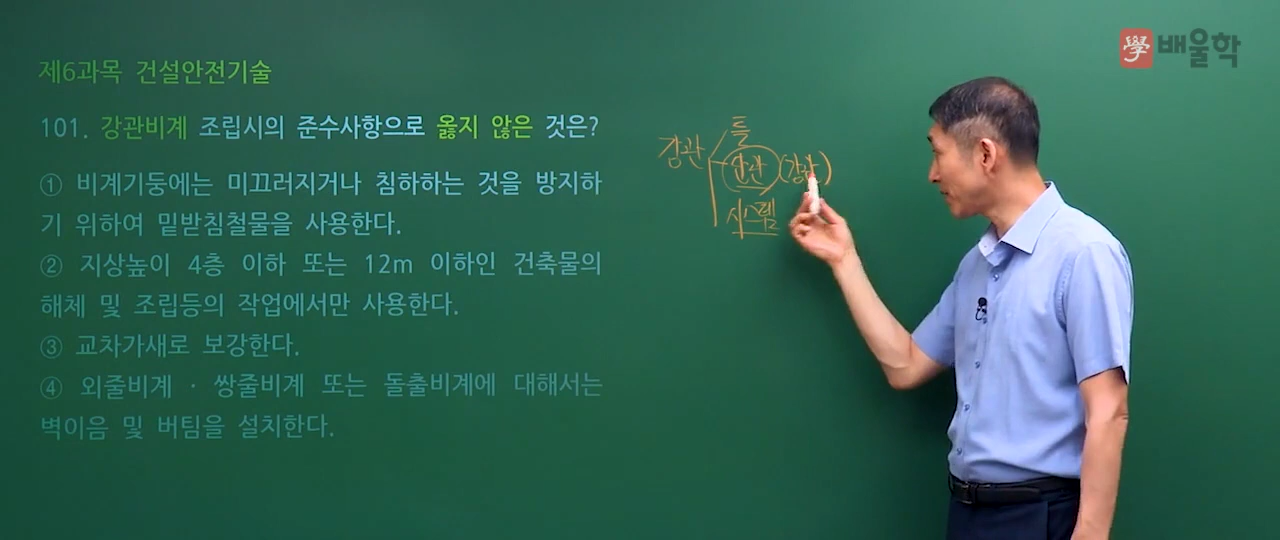 學 배울학
제6과목 건설안전기술
101. 강관비계 조립시의 준수사항으로 옳지 않은 것은?
① 비계기둥에는 미끄러지거나 침하하는 것을 방지하
기 위하여 밑받침철물을 사용한다.
② 지상높이 4층 이하 또는 12m 이하인 건축물의
해체 및 조립등의 작업에서만 사용한다.
③ 교차가새로 보강한다.
④ 외줄비계 · 쌍줄비계 또는 돌출비계에 대해서는
벽이음 및 버팀을 설치한다.
틀
강관 단관 (강관)
시스템